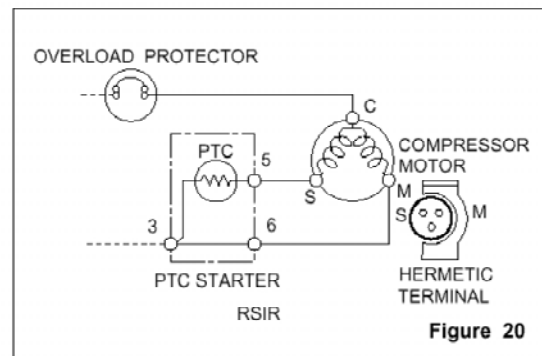 OVERLOAD PROTECTOR
C
PTC
5
COMPRESSOR
MOTOR
S
M
S
M
3
6
HERMETIC
TERMINAL
PTC STARTER
RSIR
Figure 20